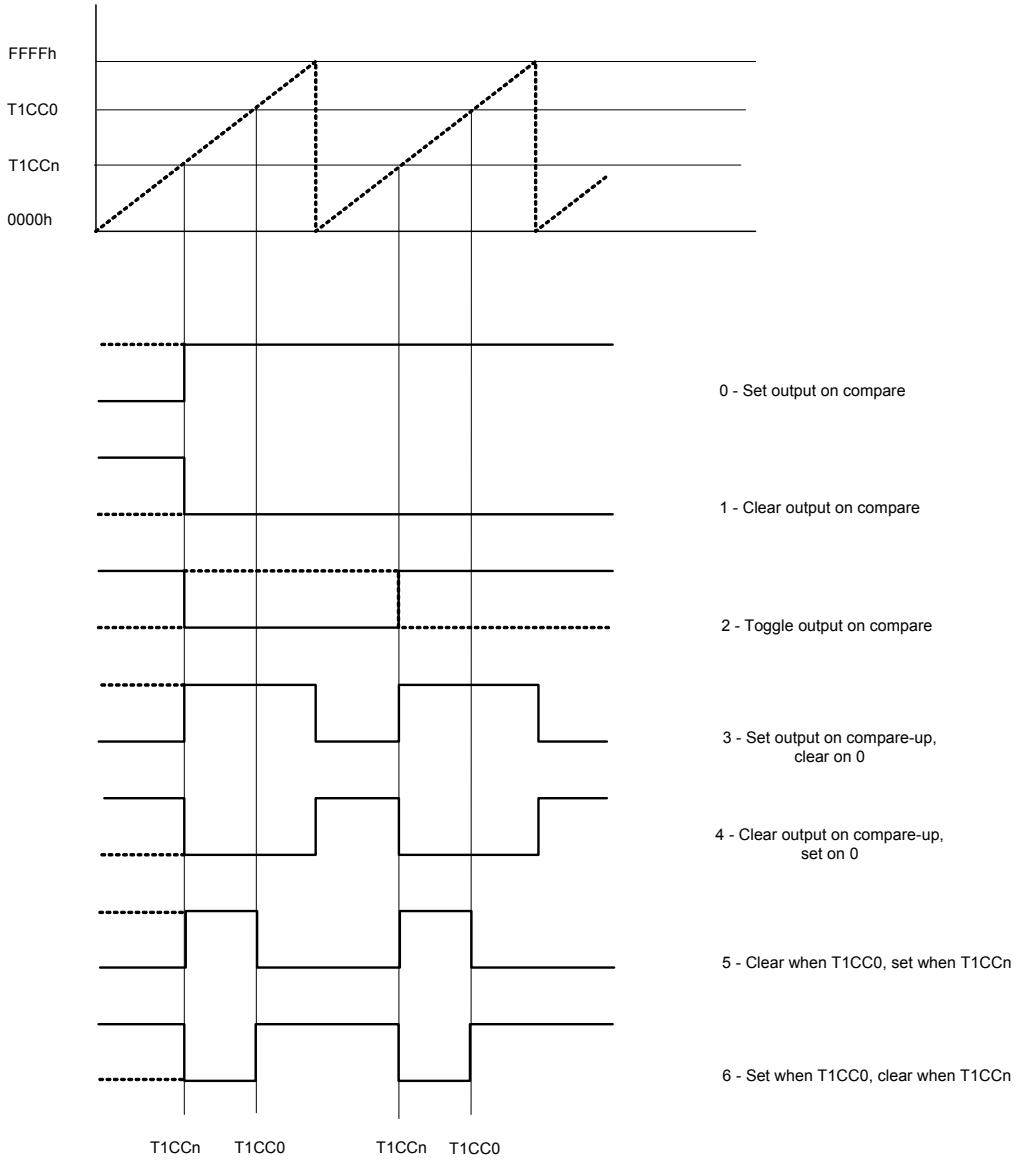 FFFFh
T1CC0
T1CCn
0000h
0 - Set output on compare
1 - Clear output on compare
2 - Toggle output on compare
3 - Set output on compare-up,
clear on 0
4 - Clear output on compare-up,
set on 0
5 - Clear when T1CC0, set when T1CCn
6 - Set when T1CC0, clear when T1CCn
T1CCn T1CC0 T1CCn T1CC0